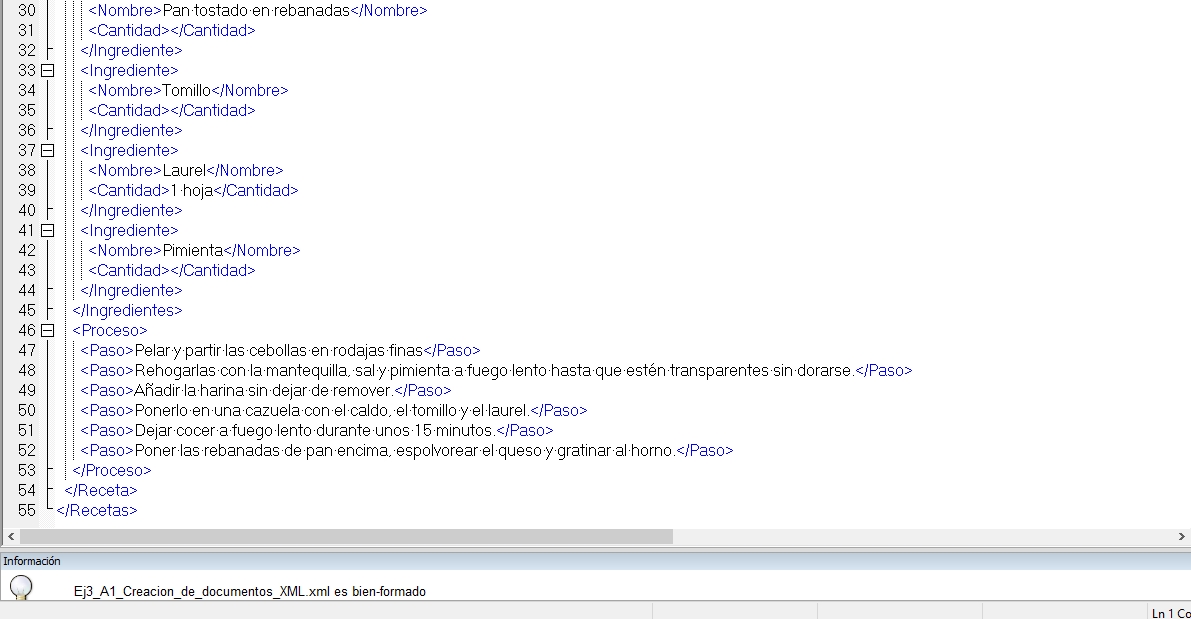 30 <Nombre>Pan tostado en rebanadas</Nombre>
31 <Cantidad></Cantidad>
32 </Ingrediente>
33 <Ingrediente>
34 <Nombre>Tomillo</Nombre>
35 <Cantidad></Cantidad>
36 </Ingrediente>
37 <Ingrediente>
38 <Nombre>Laurel</Nombre>
39 <Cantidad>1 hoja</Cantidad>
40 </Ingrediente>
41 <Ingrediente>
42 <Nombre>Pimienta</Nombre>
43 <Cantidad></Cantidad>
44 </Ingrediente>
45 </Ingredientes>
46 <Proceso>
47 <Paso>Pelar y partir las cebollas en rodajas finas</Paso>
48 <Paso>Rehogarlas con la mantequilla, sal y pimienta a fuego lento hasta que estén transparentes sin dorarse.</Paso>
49 <Paso>Añadir la harina sin dejar de remover.</Paso>
50 <Paso>Ponerlo en una cazuela con el caldo, el tomillo y el laurel.</Paso>
51 <Paso>Dejar cocer a fuego lento durante unos 15 minutos.</Paso>
52 <Paso>Poner las rebanadas de pan encima, espolvorear el queso y gratinar al horno.</Paso>
53 </Proceso>
54 </Receta>
55 </Recetas>
Información
Ej3_A1_Creacion_de_documentos_XML.xml es bien-formado
Ln 1 Co